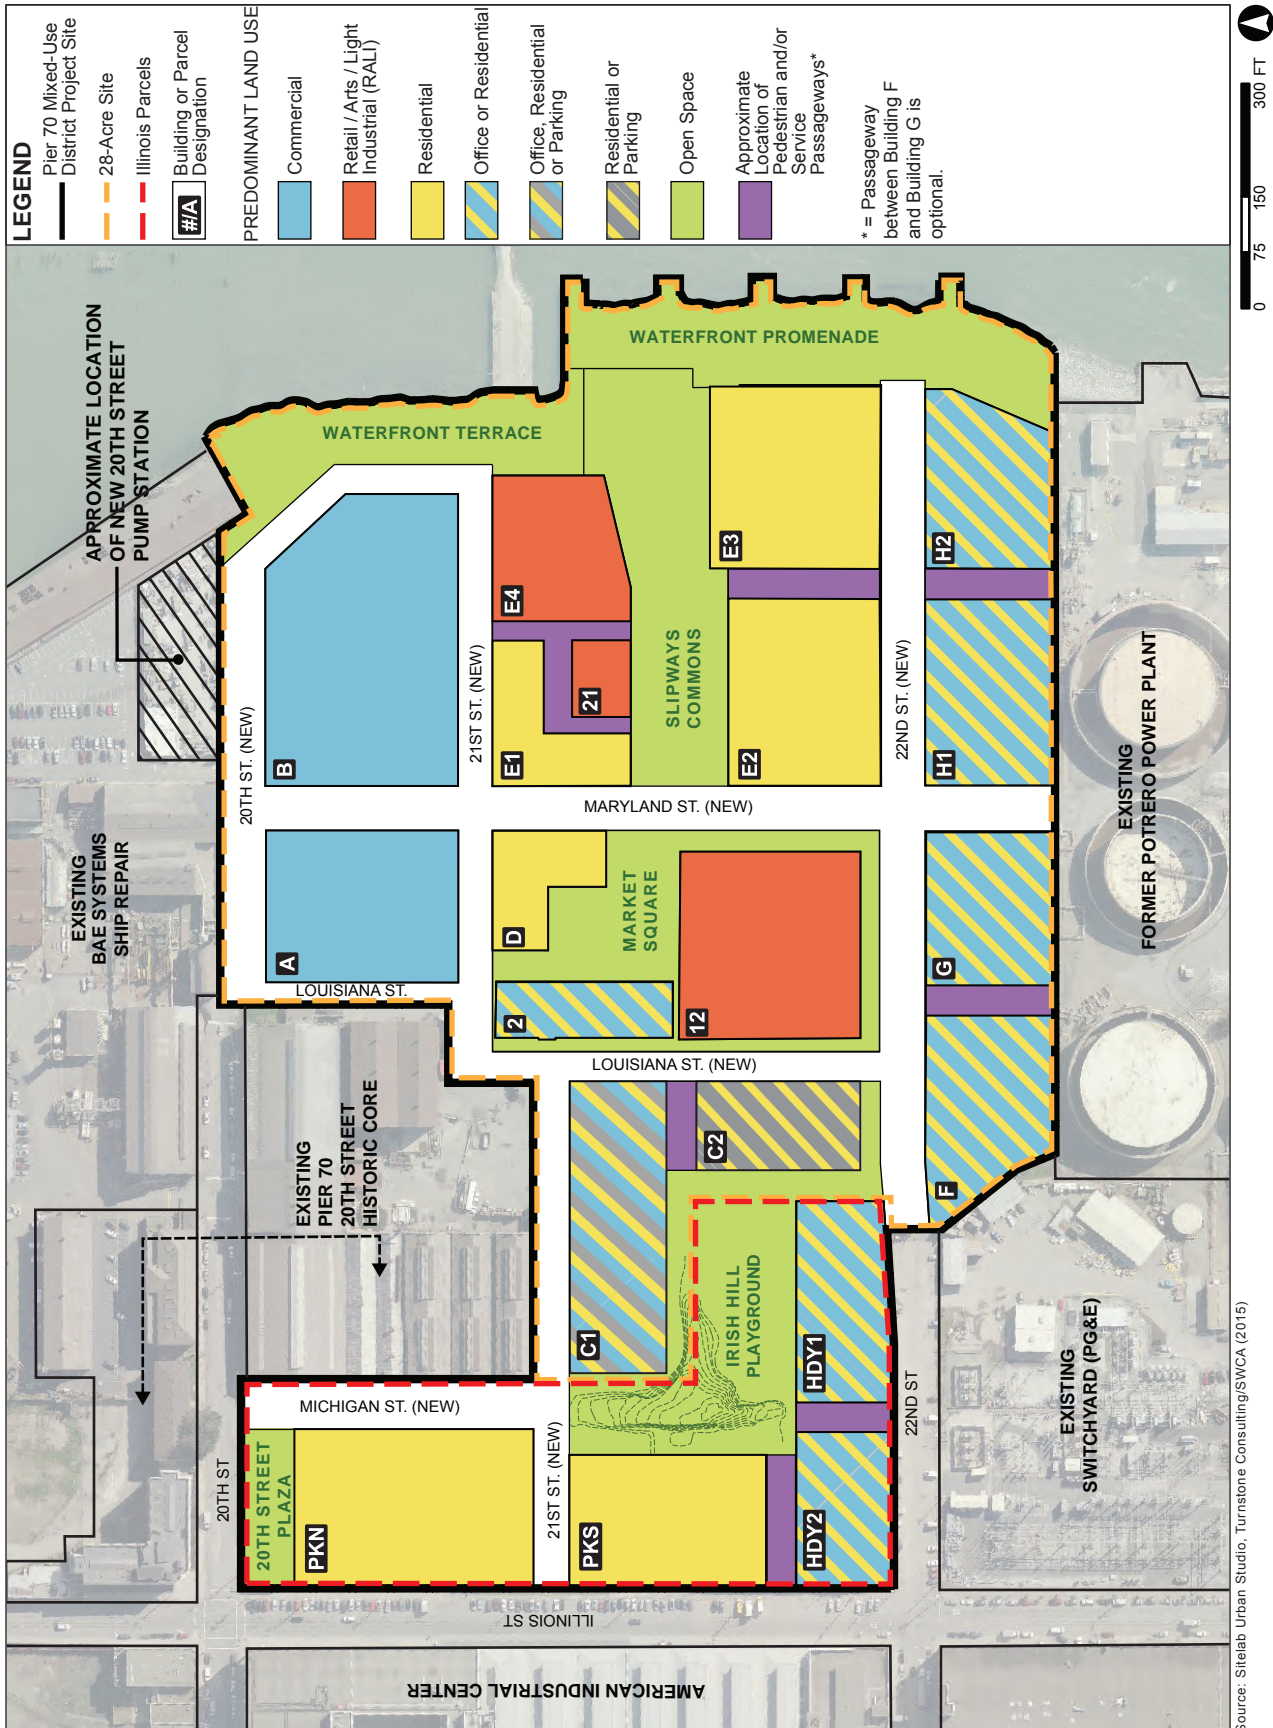 LEGEND
Pier 70 Mixed-Use
District Project Site
28-Acre Site
Illinois Parcels
#/A
Building or Parcel
Designation
PREDOMINANT LAND USE
Commercial
Retail / Arts / Light
Industrial (RALI)
Residential
Office or Residential
Office, Residential
or Parking
Residential or
Parking
Open Space
Approximate
Location of
Pedestrian and/or
Service
Passageways*
* = Passageway
between Building F
and Building G is
optional.
0
75
150
300 FT
APPROXIMATE LOCATION
OF NEW 20TH STREET
PUMP STATION
EXISTING
BAE SYSTEMS
SHIP REPAIR
EXISTING
PIER 70
20TH STREET
HISTORIC CORE
WATERFRONT TERRACE
WATERFRONT PROMENADE
20TH ST. (NEW)
B
A
LOUISIANA ST.
21ST ST. (NEW)
E4
E1
21
SLIPWAYS
COMMONS
E3
E2
MARYLAND ST. (NEW)
D
MARKET
SQUARE
2
12
22ND ST. (NEW)
H2
H1
G
F
LOUISIANA ST. (NEW)
C1
C2
IRISH HILL
PLAYGROUND
HDY1
HDY2
MICHIGAN ST. (NEW)
20TH ST
20TH STREET
PLAZA
PKN
21ST ST. (NEW)
PKS
22ND ST
ILLINOIS ST
AMERICAN INDUSTRIAL CENTER
EXISTING
FORMER POTRERO POWER PLANT
EXISTING
SWITCHYARD (PG&E)
Source: Sitelab Urban Studio, Turnstone Consulting/SWCA (2015)